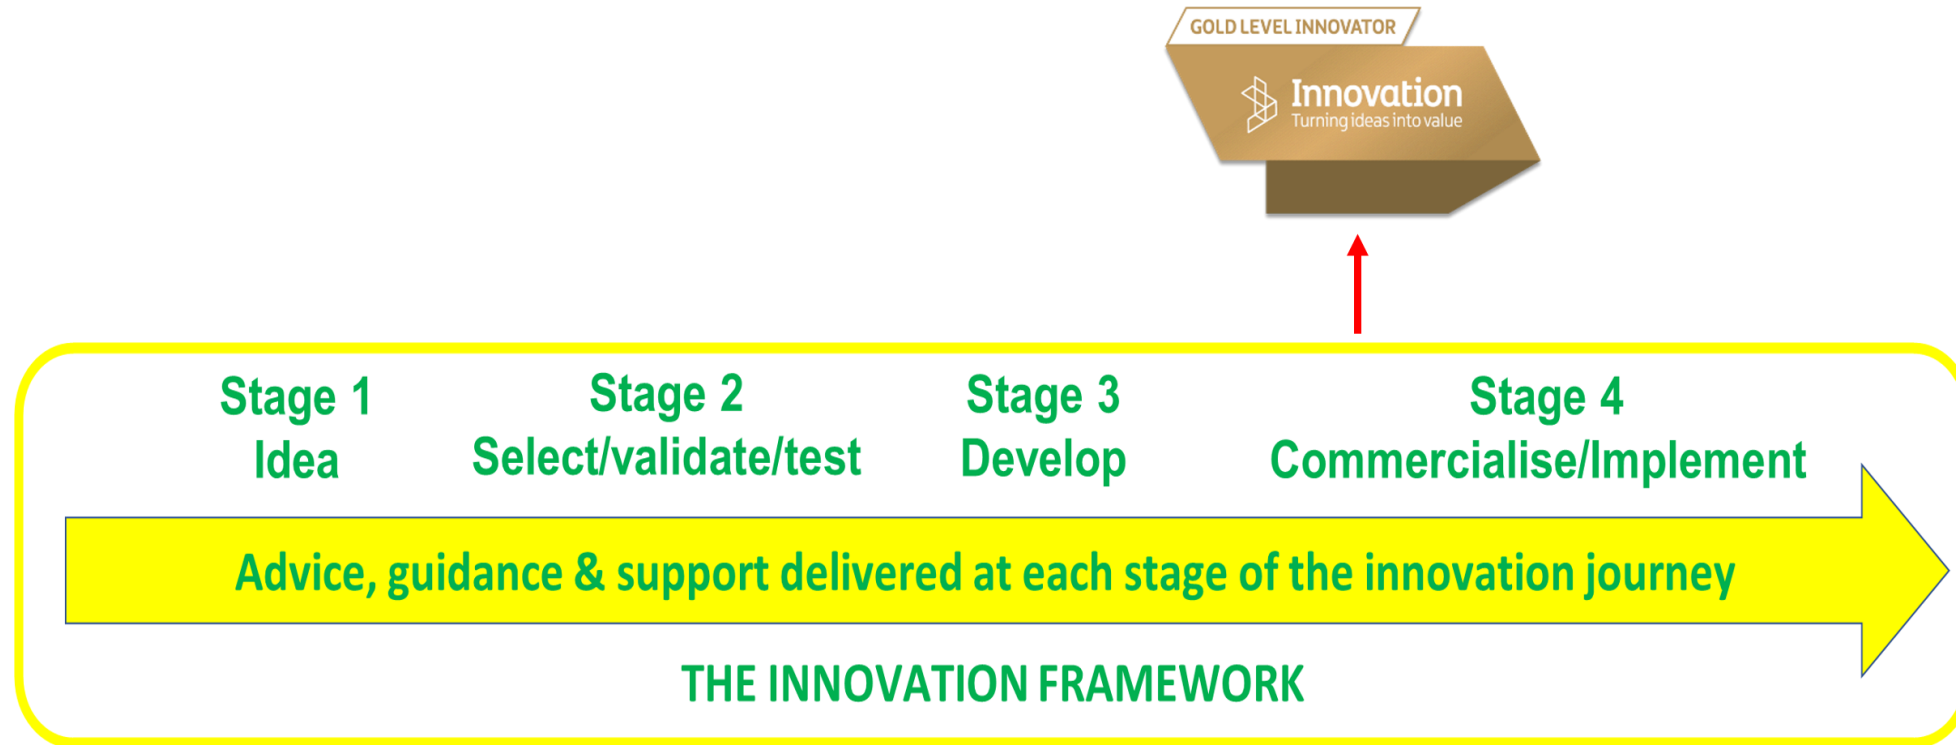 GOLD LEVEL INNOVATOR
Innovation
Turning ideas into value
Stage 1
Idea
Stage 2
Select/validate/test
Stage 3
Develop
Stage 4
Commercialise/Implement
Advice, guidance & support delivered at each stage of the innovation journey
THE INNOVATION FRAMEWORK